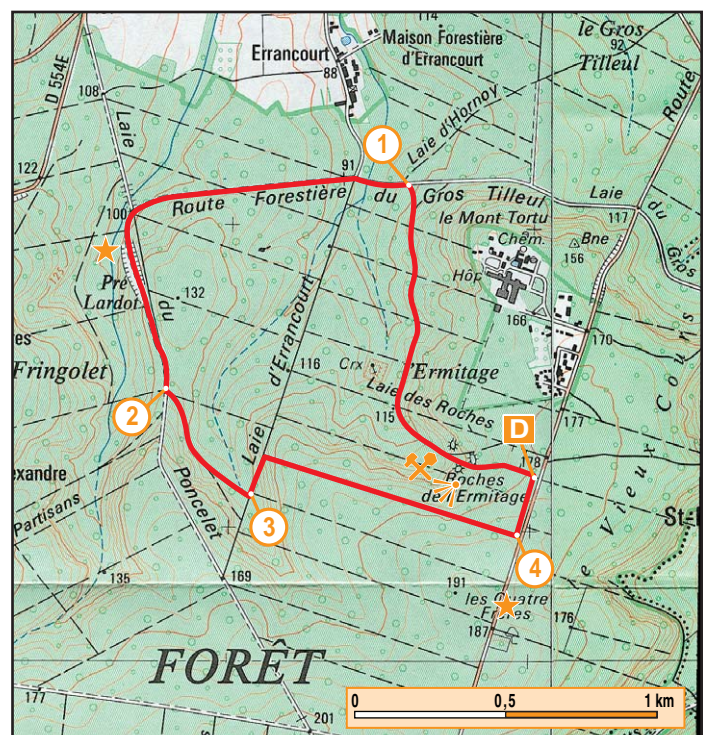 114
le Gros
Tilleul
92
Errancourt
Maison Forestière
d'Errancourt
88
D 554E
108
Laie
Route
Laie d'Hornoy
1
91
122
100
Route Forestière du Gros Tilleul
Laie du Gros
le Mont Tortu
117
Chem.
Bne
156
Hôp
Pré
Lardot
132
du
166
170
d'Errancourt
Laie
116
Crx
l'Ermitage
Laie des Roches
115
Fringolet
2
177
D
178
Roches
de l'Ermitage
le Vieux Cours
exandre
Partisans
Poncelet
3
St-
4
135
169
191
les Quatre
Frères
176
187
FORÊT
177
201
0
0,5
1 km